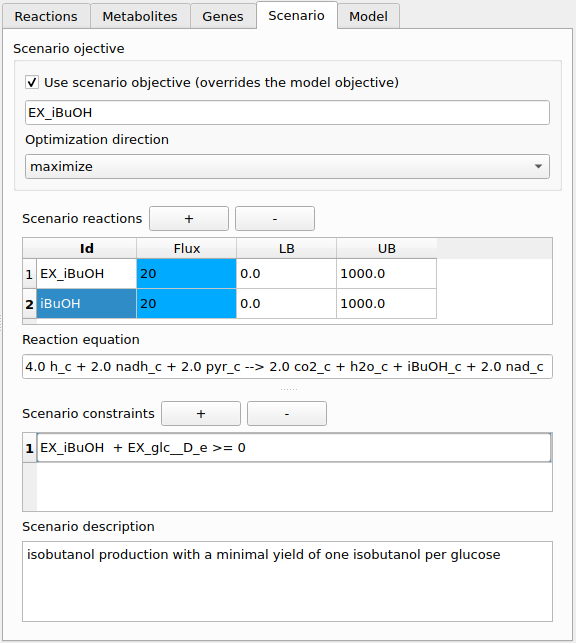 Reactions Metabolites Genes Scenario Model
Scenario ojective
Use scenario objective (overrides the model objective)
EX_iBuOH
Optimization direction
maximize
Scenario reactions + -
Id Flux LB UB
1 EX_iBuOH 20 0.0 1000.0
2 iBuOH 20 0.0 1000.0
Reaction equation
4.0 h_c + 2.0 nadh_c + 2.0 pyr_c --> 2.0 co2_c + h2o_c + iBuOH_c + 2.0 nad_c
Scenario constraints + -
1 EX_iBuOH + EX_glc__D_e >= 0
Scenario description
isobutanol production with a minimal yield of one isobutanol per glucose